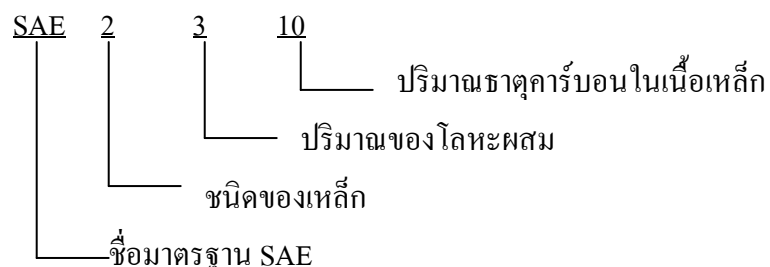 SAE 2 3 10
ปริมาณธาตุคาร์บอนในเนื้อเหล็ก
ปริมาณของโลหะผสม
ชนิดของเหล็ก
ชื่อมาตรฐาน SAE